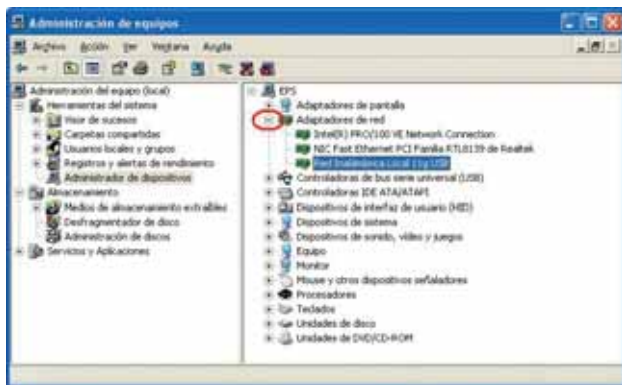 Administración de equipos
Archivo Acción Ver Ventana Ayuda
Administración del equipo (local)
Herramientas del sistema
Visor de sucesos
Carpetas compartidas
Usuarios locales y grupos
Registros y alertas de rendimiento
Administrador de dispositivos
Almacenamiento
Medios de almacenamiento extraíbles
Desfragmentador de disco
Administración de discos
Servicios y Aplicaciones
EPS
Adaptadores de pantalla
Adaptadores de red
Intel(R) PRO/100 VE Network Connection
NIC Fast Ethernet PCI Familia RTL8139 de Realtek
Red Inalámbrica Local 11g USB
Controladoras de bus serie universal (USB)
Controladoras IDE ATA/ATAPI
Dispositivos de interfaz de usuario (HID)
Dispositivos de sistema
Dispositivos de sonido, vídeo y juegos
Equipo
Monitor
Mouse y otros dispositivos señaladores
Procesadores
Teclados
Unidades de disco
Unidades de DVD/CD-ROM